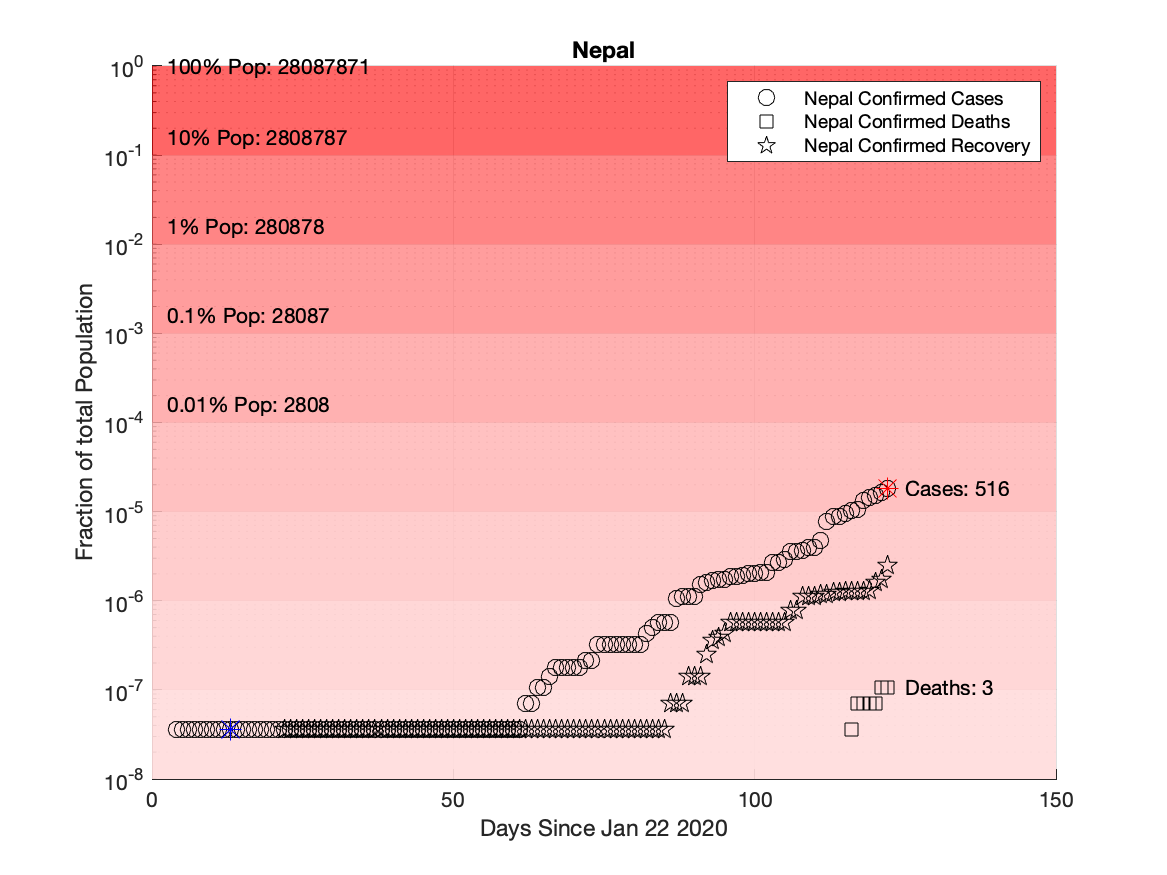 Nepal
10^0
100% Pop: 28087871
Nepal Confirmed Cases
Nepal Confirmed Deaths
Nepal Confirmed Recovery
10% Pop: 2808787
10^-1
1% Pop: 280878
10^-2
0.1% Pop: 28087
10^-3
0.01% Pop: 2808
10^-4
Cases: 516
10^-5
10^-6
10^-7
Deaths: 3
10^-8
Fraction of total Population
0 50 100 150
Days Since Jan 22 2020